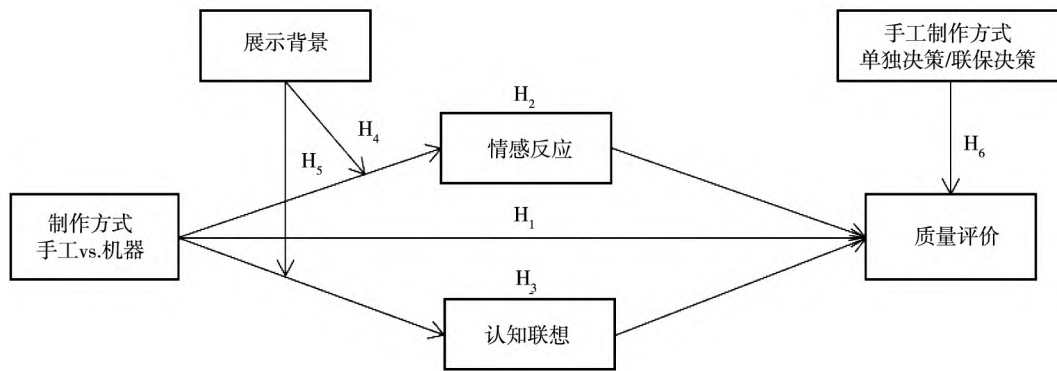 展示背景
手工制作方式
单独决策/联保决策
H₂
H₄
情感反应
H₅
H₆
制作方式
手工vs.机器
H₁
质量评价
H₃
认知联想